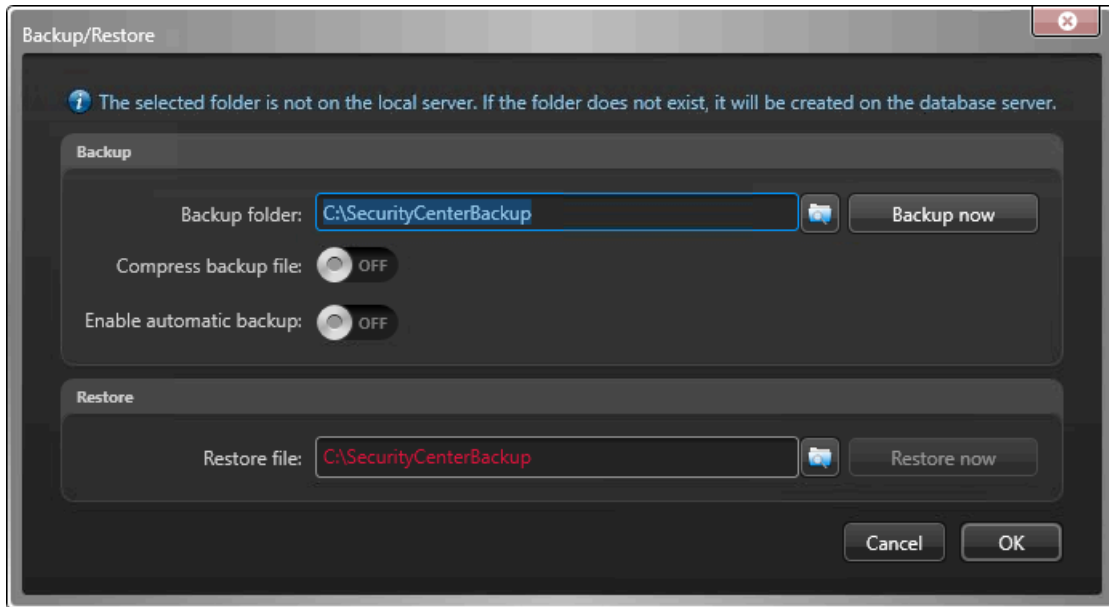 Backup/Restore
The selected folder is not on the local server. If the folder does not exist, it will be created on the database server.
Backup
Backup folder: C:\SecurityCenterBackup Backup now
Compress backup file: OFF
Enable automatic backup: OFF
Restore
Restore file: C:\SecurityCenterBackup Restore now
Cancel OK